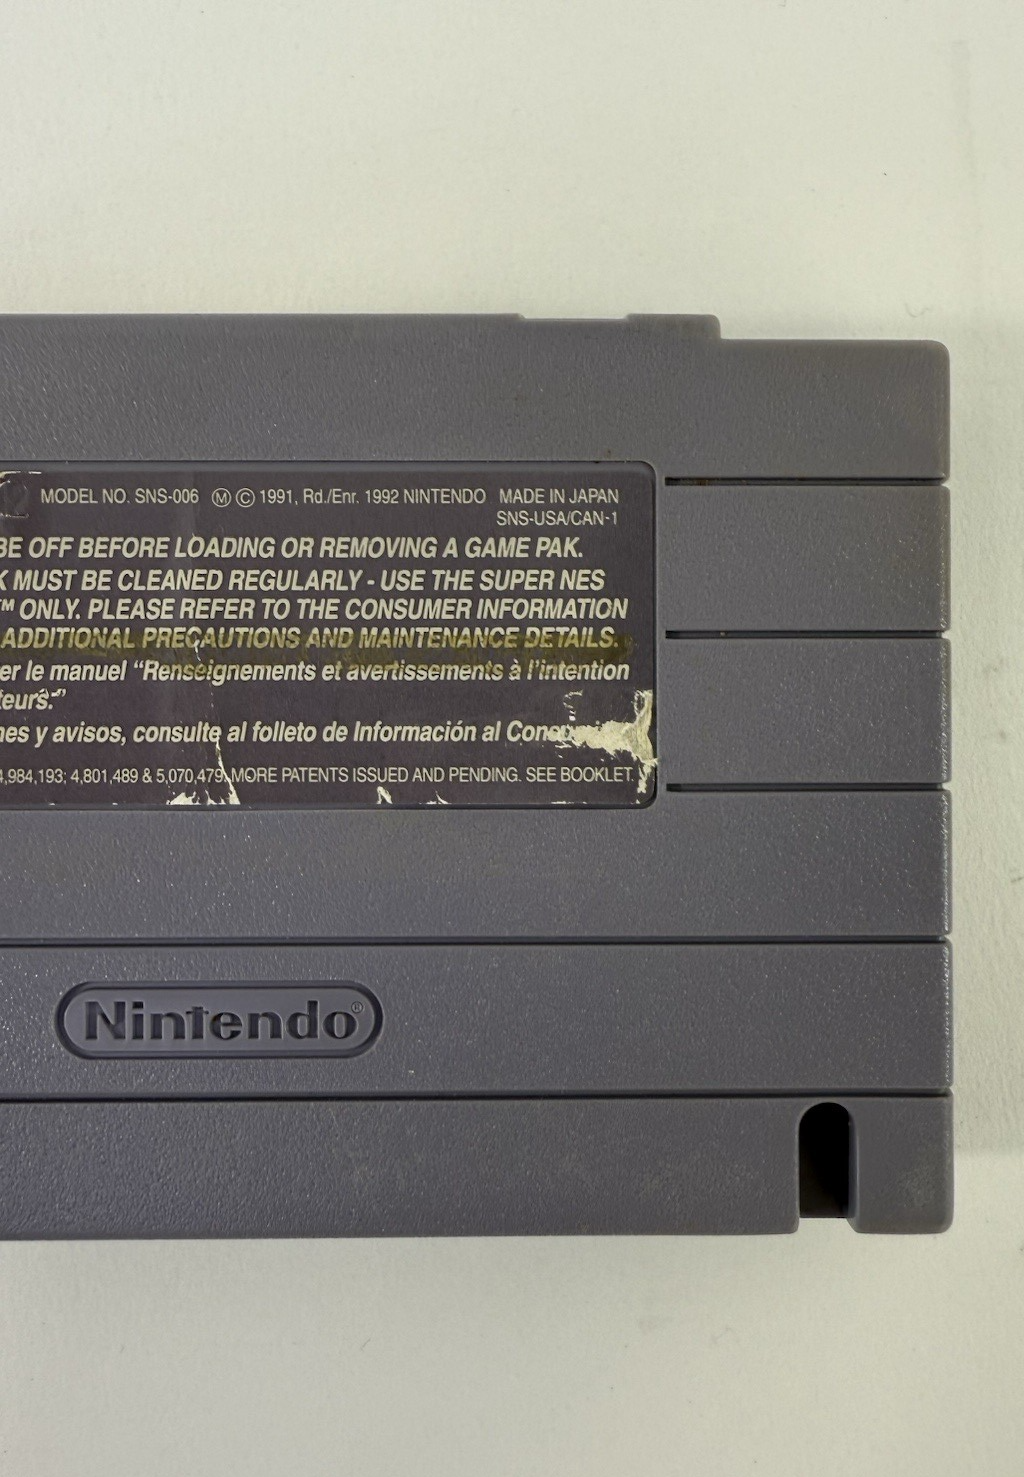 MODEL NO. SNS-006 Ⓜ © 1991, Rd./Enr. 1992 NINTENDO MADE IN JAPAN
SNS-USA/CAN-1
BE OFF BEFORE LOADING OR REMOVING A GAME PAK.
K MUST BE CLEANED REGULARLY - USE THE SUPER NES
™ ONLY. PLEASE REFER TO THE CONSUMER INFORMATION
ADDITIONAL PRECAUTIONS AND MAINTENANCE DETAILS.
er le manuel “Renseignements et avertissements à l’intention
teurs.”
nes y avisos, consulte al folleto de Información al
4,984,193; 4,801,489 & 5,070,479. MORE PATENTS ISSUED AND PENDING. SEE BOOKLET.
Nintendo®